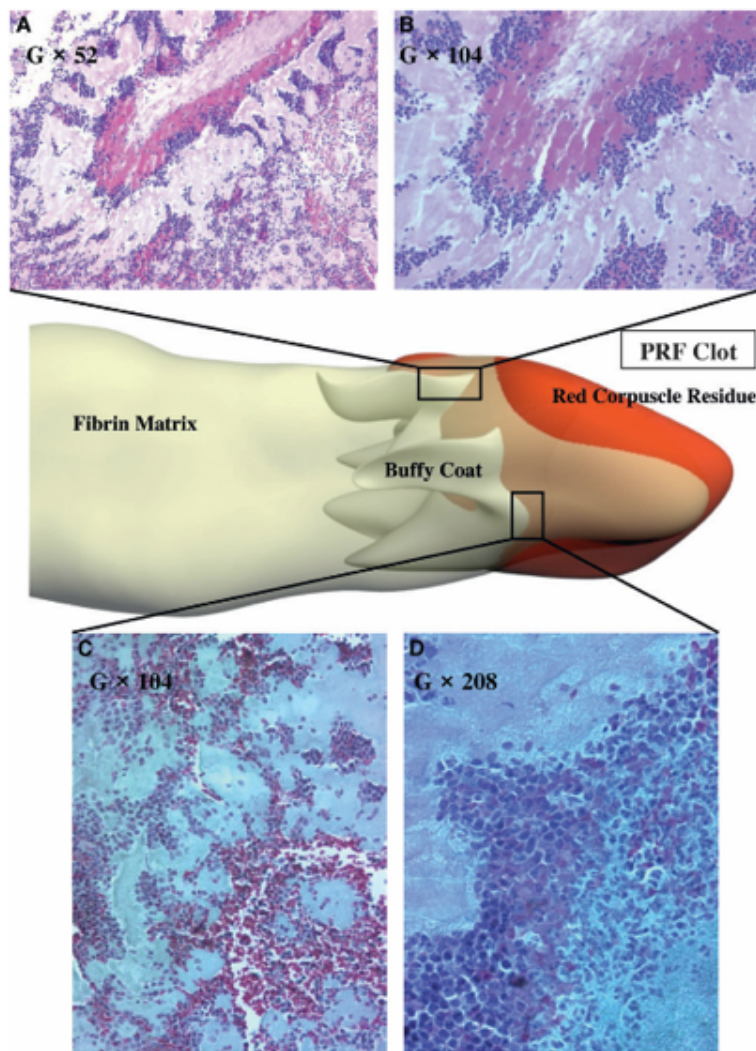 A
G × 52
B
G × 104
PRF Clot
Red Corpuscle Residue
Fibrin Matrix
Buffy Coat
C
G × 104
D
G × 208